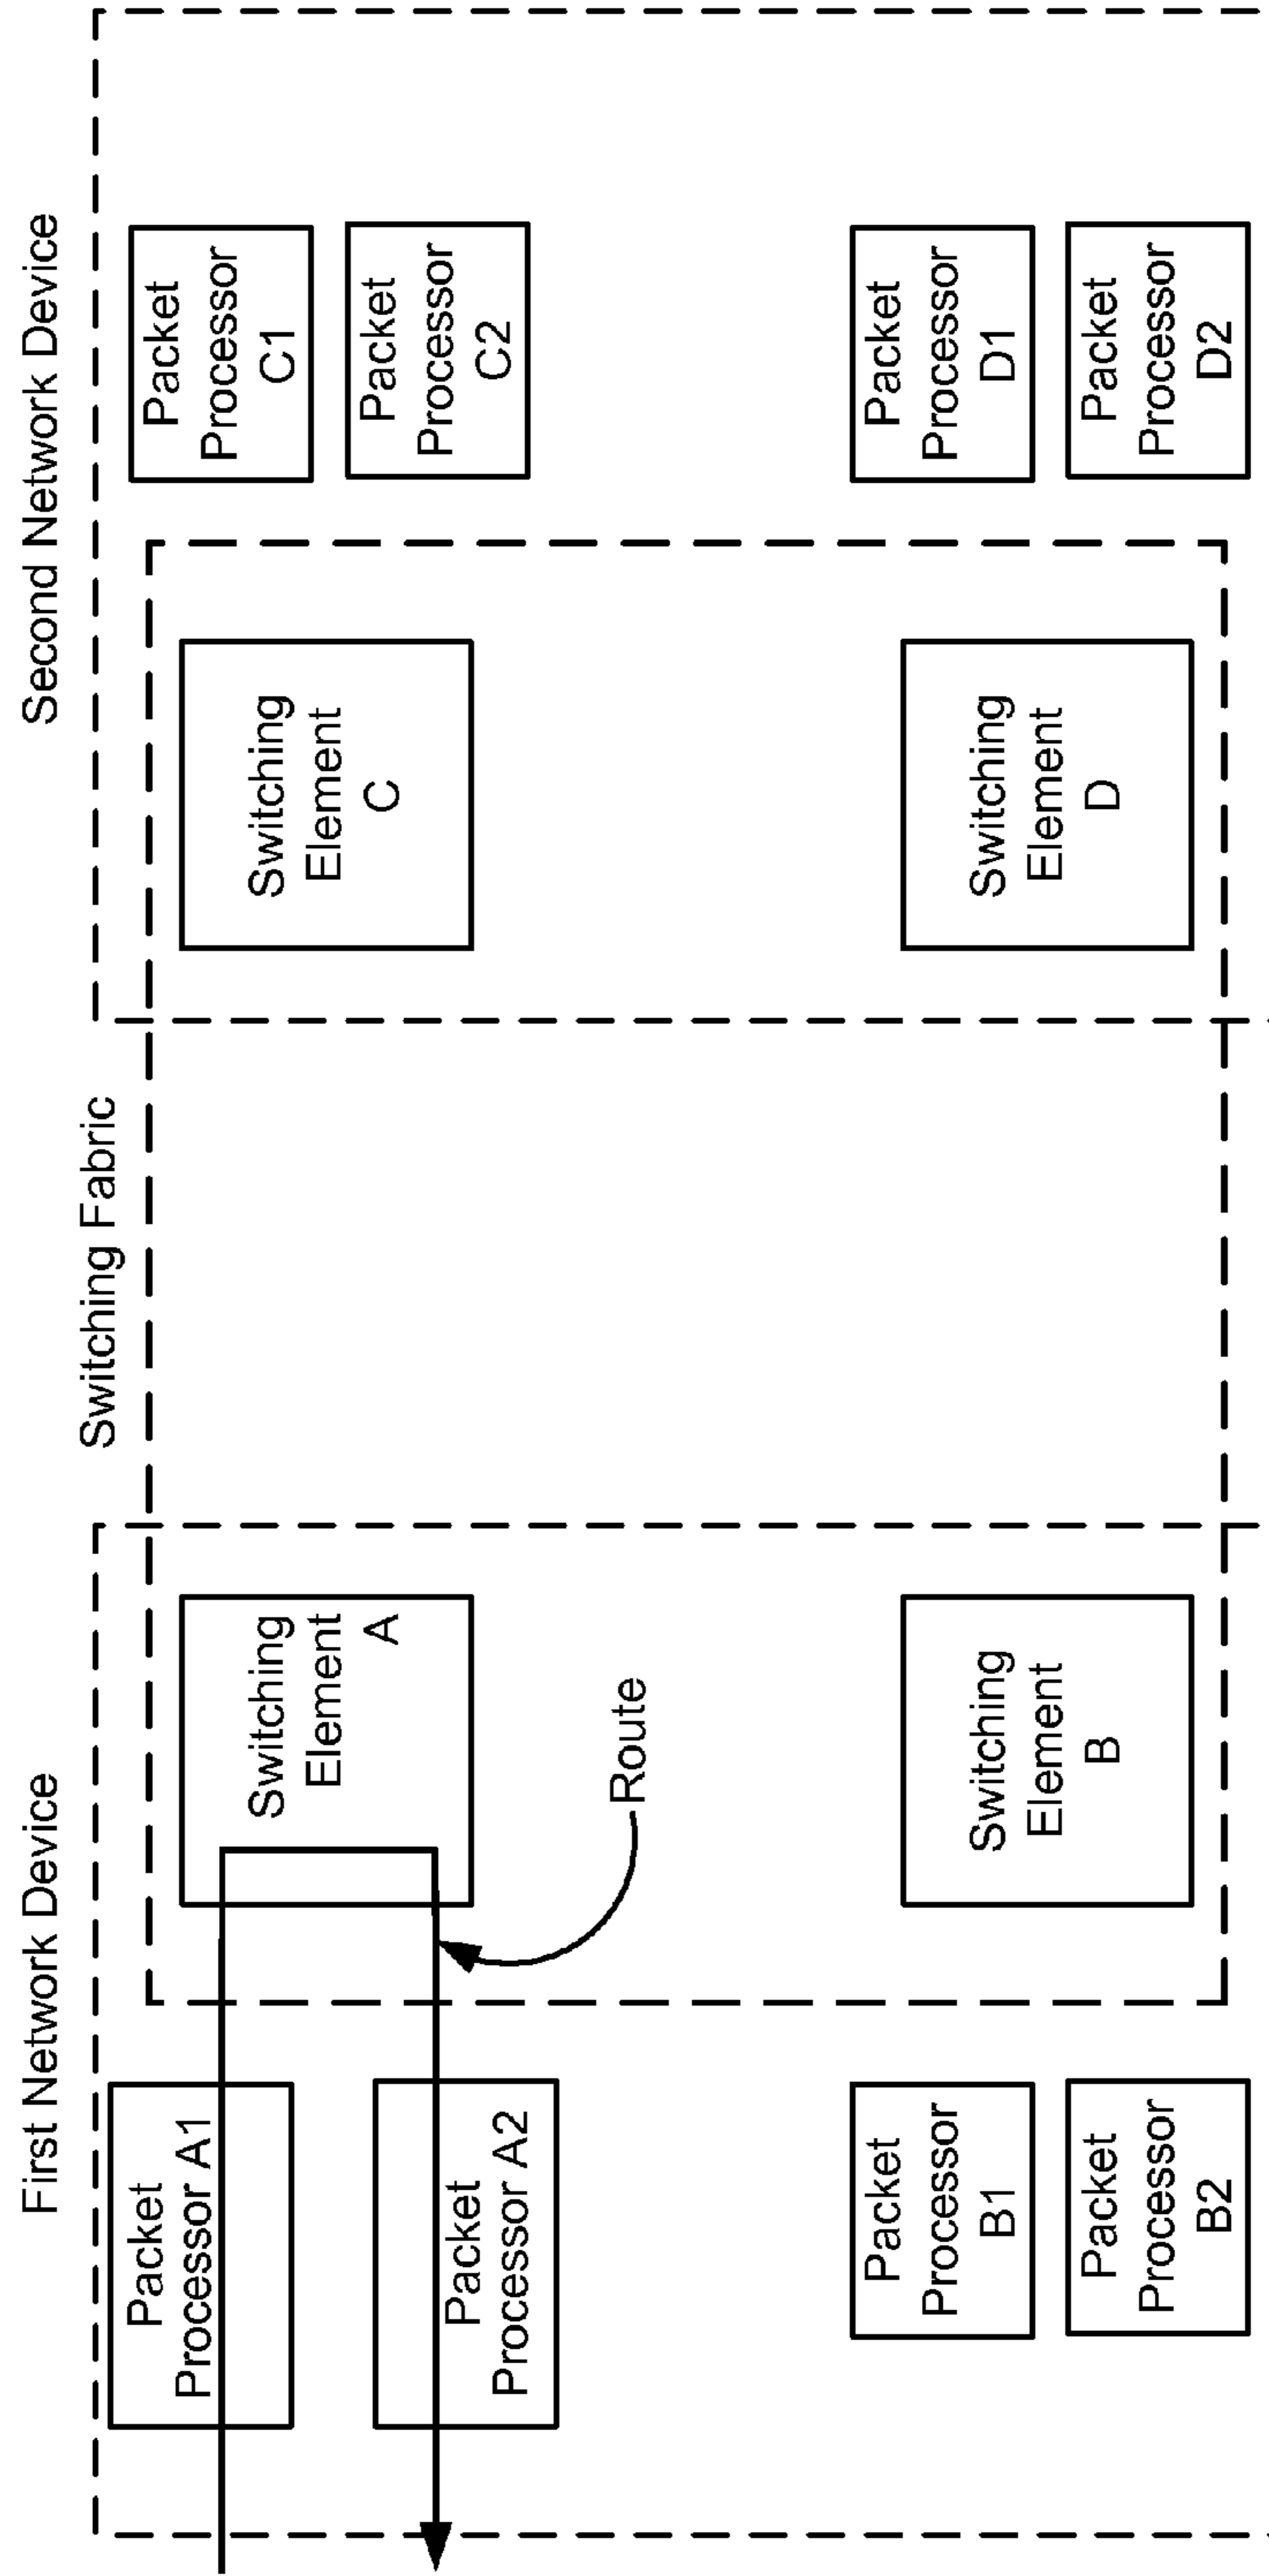 First Network Device
Switching Fabric
Second Network Device
Packet
Processor A1
Switching
Element
A
Switching
Element
C
Packet
Processor
C1
Packet
Processor A2
Packet
Processor
C2
Route
Packet
Processor
B1
Switching
Element
B
Switching
Element
D
Packet
Processor
D1
Packet
Processor
B2
Packet
Processor
D2